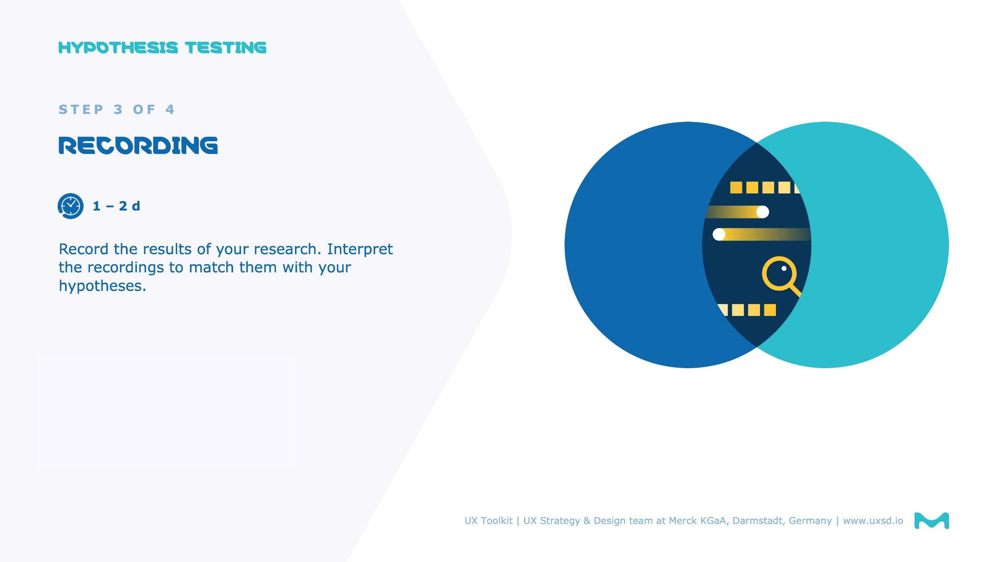 HYPOTHESIS TESTING
STEP 3 OF 4
RECORDING
1 – 2 d
Record the results of your research. Interpret
the recordings to match them with your
hypotheses.
UX Toolkit | UX Strategy & Design team at Merck KGaA, Darmstadt, Germany | www.uxsd.io